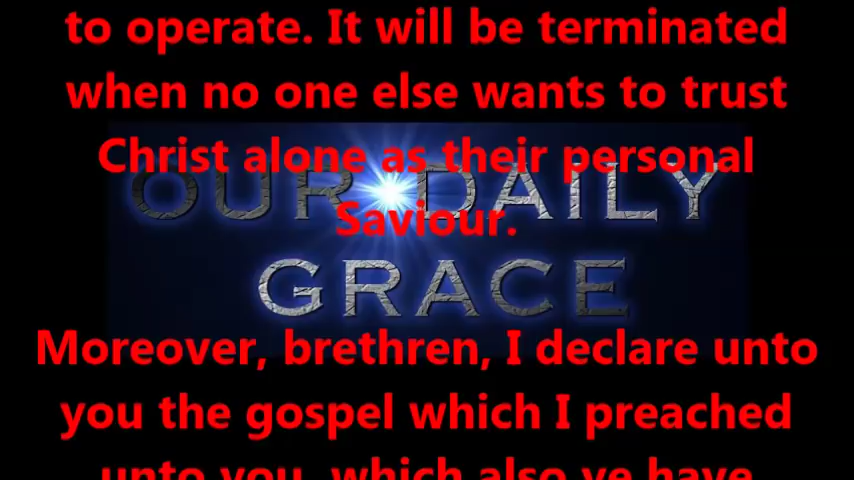 to operate. It will be terminated
when no one else wants to trust
Christ alone as their personal
OUR DAILY
Saviour.
GRACE
Moreover, brethren, I declare unto
you the gospel which I preached
unto you, which also ye have